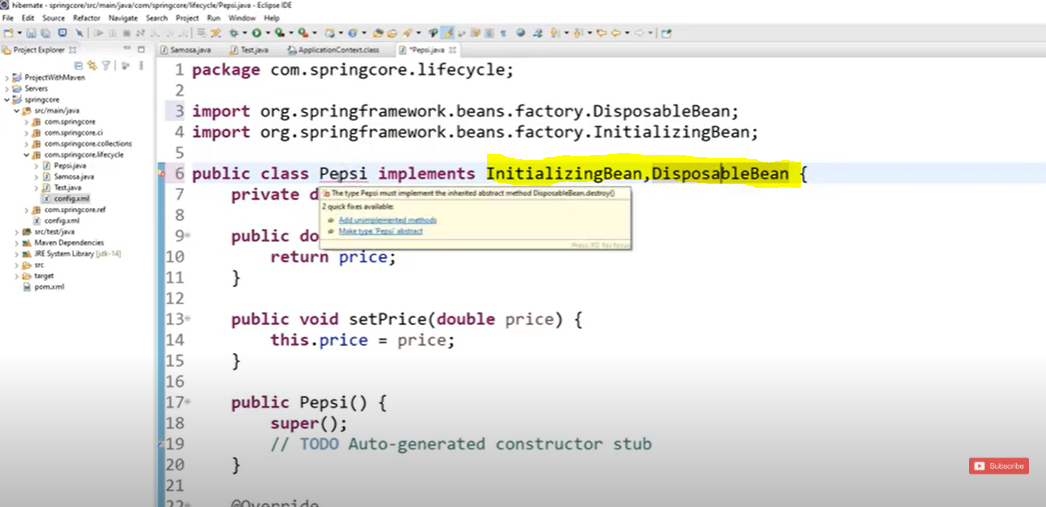 hibernate - springcore/src/main/java/com/springcore/lifecycle/Pepsi.java - Eclipse IDE
File Edit Source Refactor Navigate Search Project Run Window Help
Project Explorer
Samosa.java Test.java ApplicationContext.class *Pepsi.java
ProjectWithMaven
Servers
springcore
src/main/java
com.springcore
com.springcore.ci
com.springcore.collections
com.springcore.lifecycle
Pepsi.java
Samosa.java
Test.java
config.xml
com.springcore.ref
config.xml
src/test/java
Maven Dependencies
JRE System Library [jdk-14]
src
target
pom.xml
1 package com.springcore.lifecycle;
2
3 import org.springframework.beans.factory.DisposableBean;
4 import org.springframework.beans.factory.InitializingBean;
5
6 public class Pepsi implements InitializingBean,DisposableBean {
7 private d
The type Pepsi must implement the inherited abstract method DisposableBean.destroy()
2 quick fixes available:
Add unimplemented methods
Make type 'Pepsi' abstract
Press 'F2' for focus
8
9 public do
10 return price;
11 }
12
13 public void setPrice(double price) {
14 this.price = price;
15 }
16
17 public Pepsi() {
18 super();
19 // TODO Auto-generated constructor stub
20 }
21
22 @Override
Subscribe